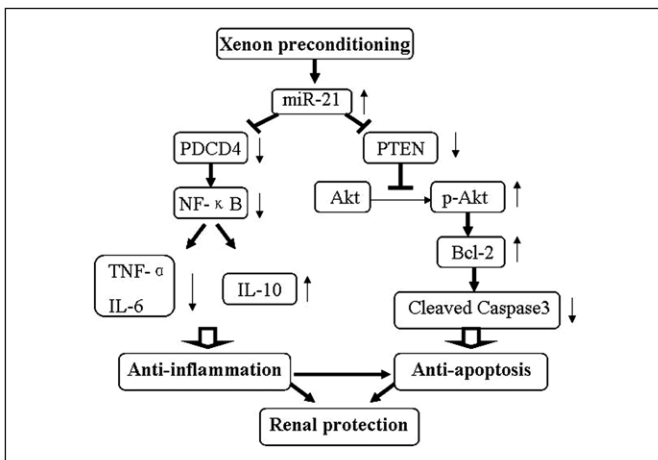 Xenon preconditioning
miR-21
PDCD4
PTEN
NF-κB
Akt
p-Akt
TNF-α
IL-6
IL-10
Bcl-2
Cleaved Caspase3
Anti-inflammation
Anti-apoptosis
Renal protection